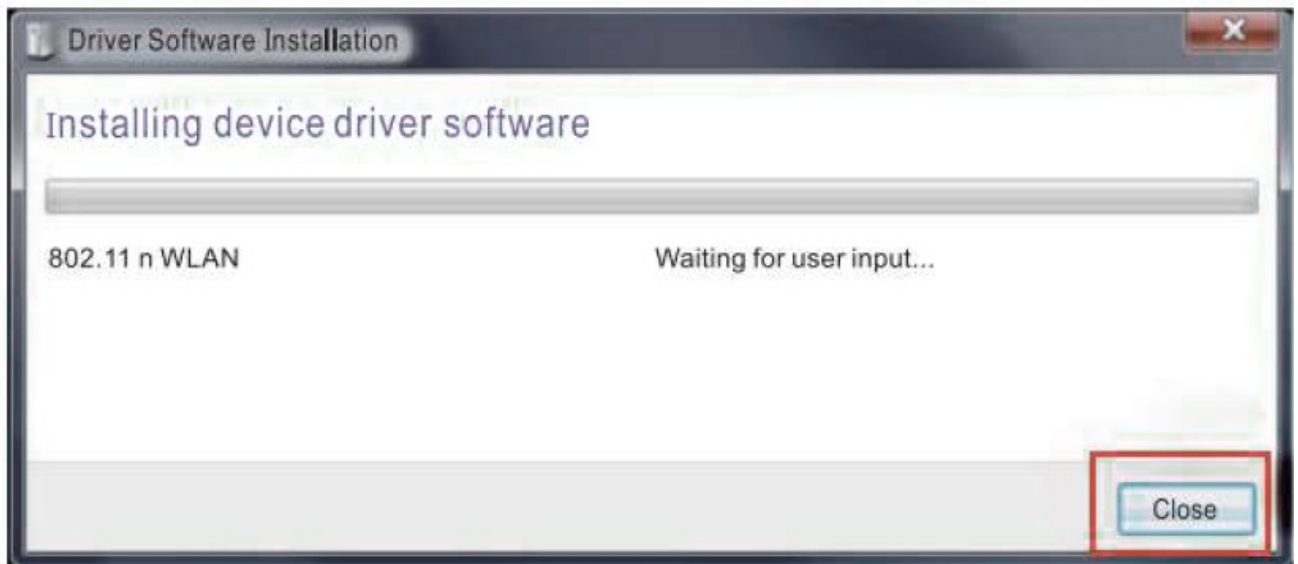 Driver Software Installation
Installing device driver software
802.11 n WLAN Waiting for user input...
Close